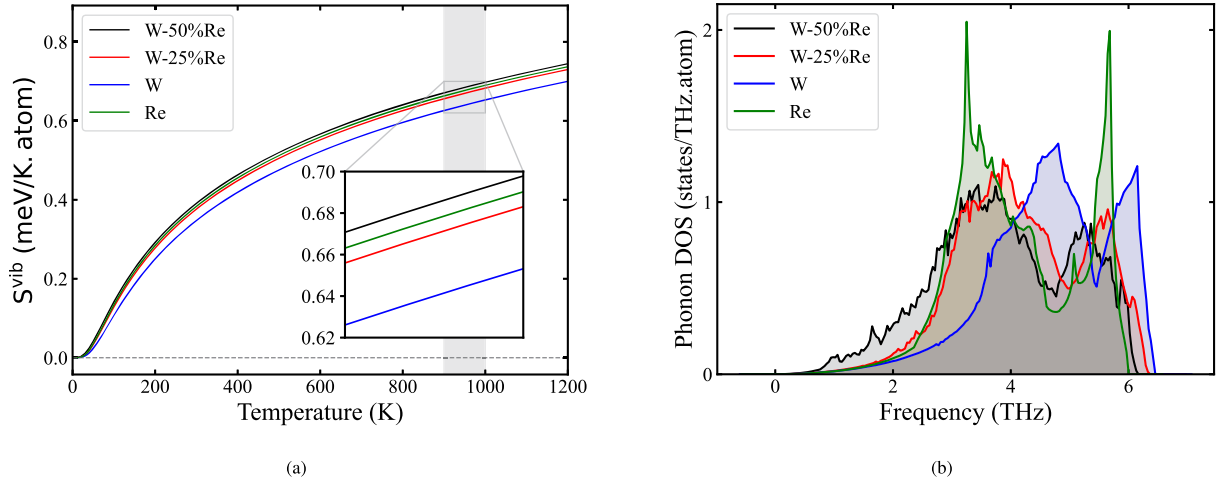 W-50%Re
W-25%Re
W
Re
0.8
0.6
0.4
0.2
0.0
S^vib (meV/K. atom)
0.70
0.68
0.66
0.64
0.62
0 200 400 600 800 1000 1200
Temperature (K)
(a)
W-50%Re
W-25%Re
W
Re
2
1
0
Phonon DOS (states/THz.atom)
0 2 4 6
Frequency (THz)
(b)